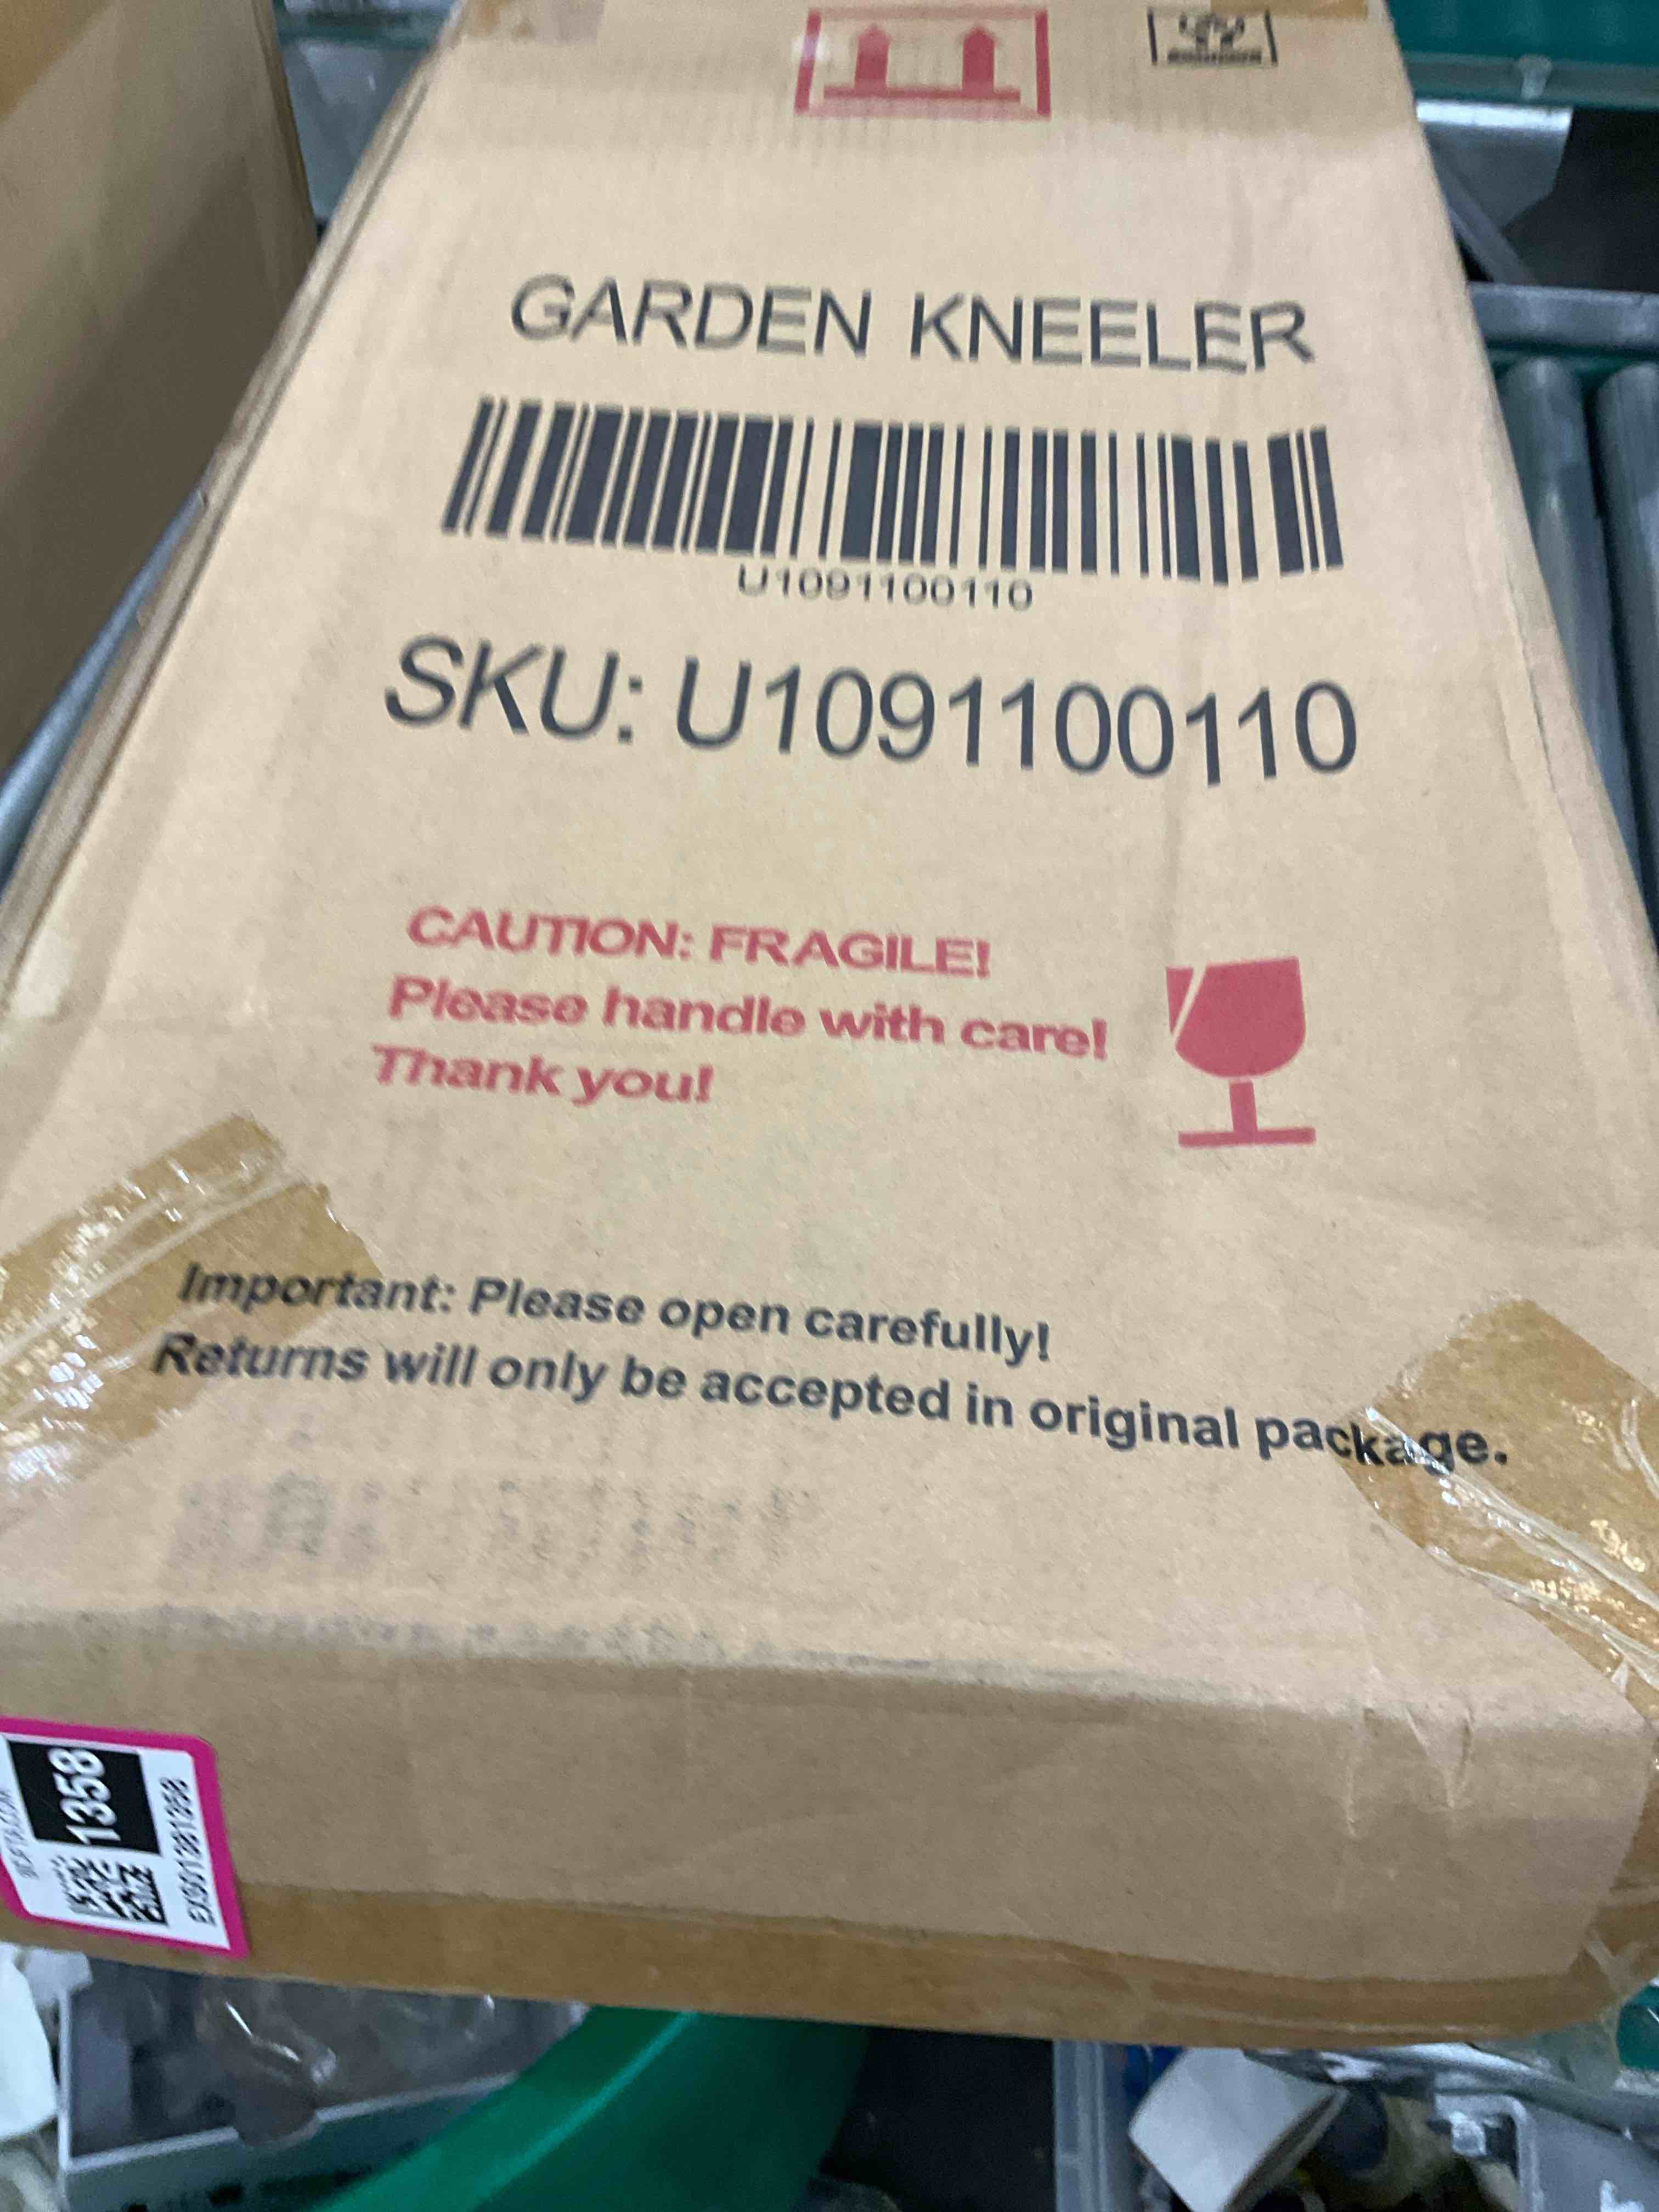 GARDEN KNEELER
U1091100110
SKU: U1091100110
CAUTION: FRAGILE!
Please handle with care!
Thank you!
Important: Please open carefully!
Returns will only be accepted in original package.
1358